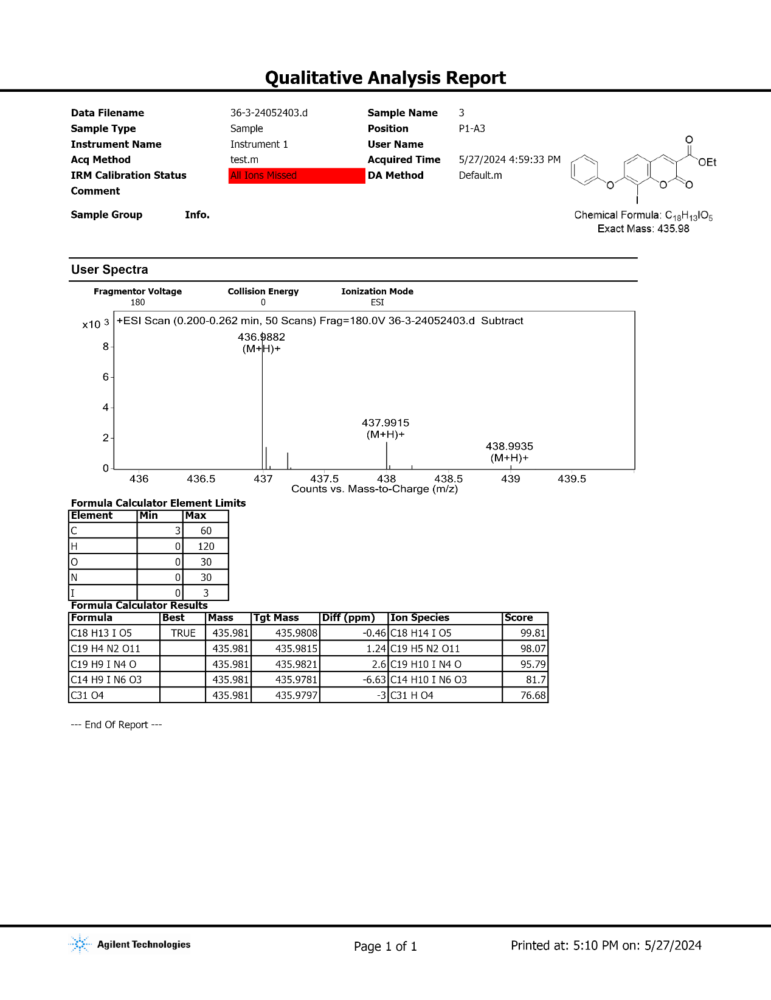 Qualitative Analysis Report
Data Filename 36-3-24052403.d Sample Name 3
Sample Type Sample Position P1-A3
Instrument Name Instrument 1 User Name
Acq Method test.m Acquired Time 5/27/2024 4:59:33 PM
IRM Calibration Status All Ions Missed DA Method Default.m
Comment
Sample Group Info.
O
OEt
O
O
O
I
Chemical Formula: C18H13IO5
Exact Mass: 435.98
User Spectra
Fragmentor Voltage Collision Energy Ionization Mode
180 0 ESI
x10 3 +ESI Scan (0.200-0.262 min, 50 Scans) Frag=180.0V 36-3-24052403.d Subtract
436.9882
(M+H)+
8
6
4
437.9915
(M+H)+
2
438.9935
(M+H)+
0
436 436.5 437 437.5 438 438.5 439 439.5
Counts vs. Mass-to-Charge (m/z)
Formula Calculator Element Limits
Element Min Max
C 3 60
H 0 120
O 0 30
N 0 30
I 0 3
Formula Calculator Results
Formula Best Mass Tgt Mass Diff (ppm) Ion Species Score
C18 H13 I O5 TRUE 435.981 435.9808 -0.46 C18 H14 I O5 99.81
C19 H4 N2 O11 435.981 435.9815 1.24 C19 H5 N2 O11 98.07
C19 H9 I N4 O 435.981 435.9821 2.6 C19 H10 I N4 O 95.79
C14 H9 I N6 O3 435.981 435.9781 -6.63 C14 H10 I N6 O3 81.7
C31 O4 435.981 435.9797 -3 C31 H O4 76.68
--- End Of Report ---
Agilent Technologies
Page 1 of 1
Printed at: 5:10 PM on: 5/27/2024